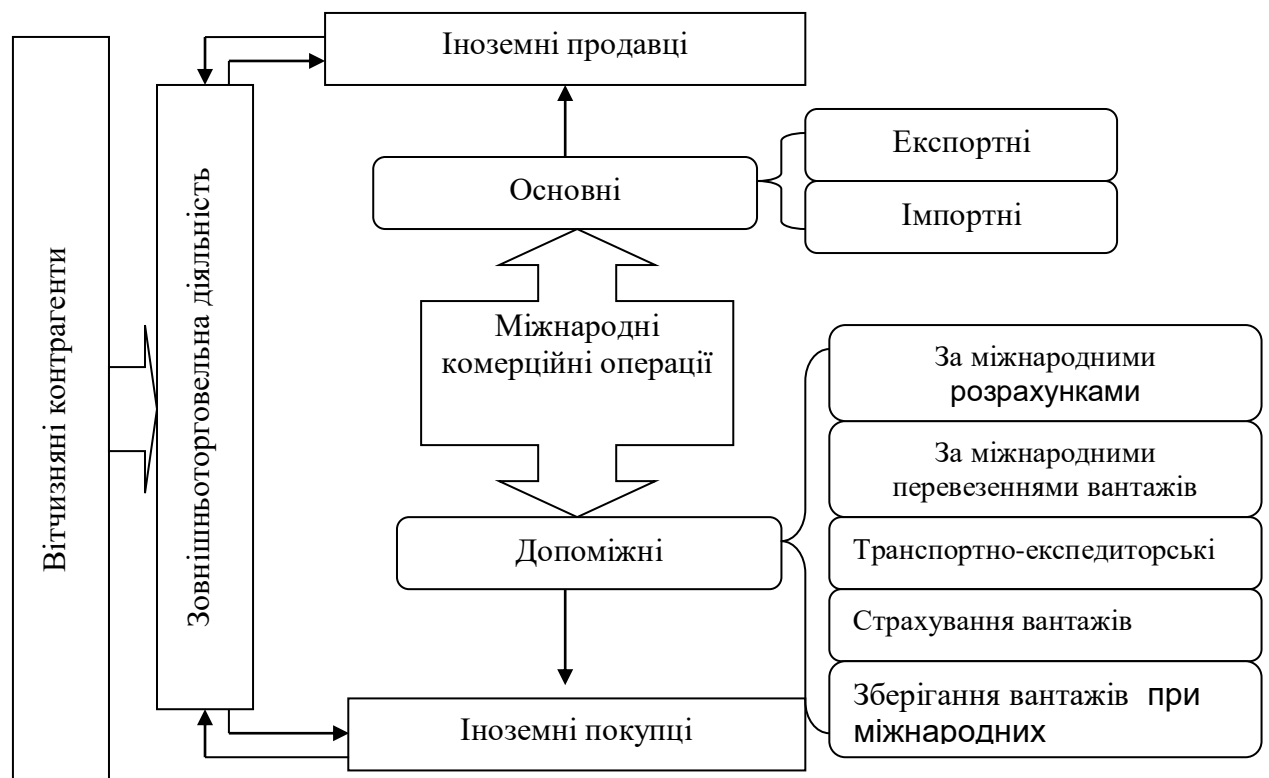 Іноземні продавці
Вітчизняні контрагенти
Зовнішньоторговельна діяльність
Основні
Експортні
Імпортні
Міжнародні
комерційні операції
За міжнародними
розрахунками
За міжнародними
перевезеннями вантажів
Допоміжні
Транспортно-експедиторські
Страхування вантажів
Зберігання вантажів при
міжнародних
Іноземні покупці